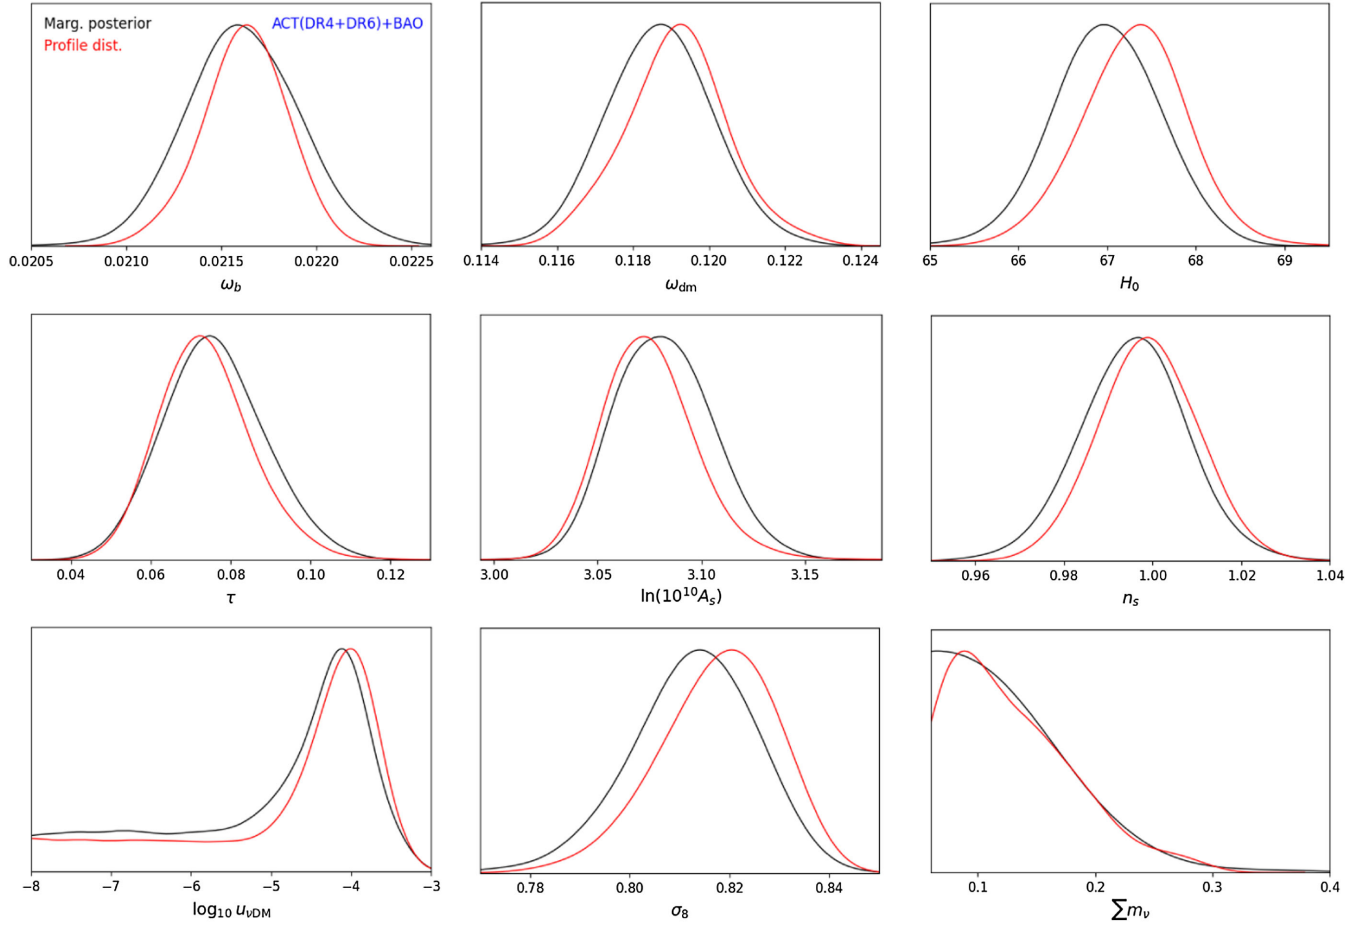 Marg. posterior ACT(DR4+DR6)+BAO
Profile dist.
0.0205 0.0210 0.0215 0.0220 0.0225
ω_b
0.114 0.116 0.118 0.120 0.122 0.124
ω_dm
65 66 67 68 69
H_0
0.04 0.06 0.08 0.10 0.12
τ
3.00 3.05 3.10 3.15
ln(10^10 A_s)
0.96 0.98 1.00 1.02 1.04
n_s
−8 −7 −6 −5 −4 −3
log_10 u_νDM
0.78 0.80 0.82 0.84
σ_8
0.1 0.2 0.3 0.4
∑m_ν